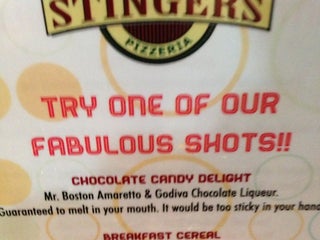 STINGERS
PIZZERIA
TRY ONE OF OUR
FABULOUS SHOTS!!
CHOCOLATE CANDY DELIGHT
Mr. Boston Amaretto & Godiva Chocolate Liqueur.
Guaranteed to melt in your mouth. It would be too sticky in your hand
BREAKFAST CEREAL